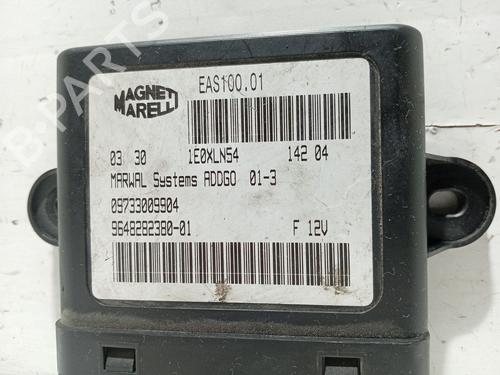 MAGNETI
MARELLI
EAS100.01
03 30 1E0XLN54 142 04
MARWAL Systems ADDGO 01-3
09733009904
9648282380-01 F 12V
B-PARTS